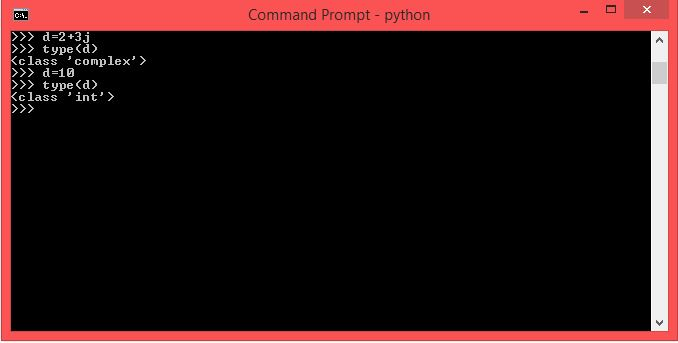 Command Prompt - python
>>> d=2+3j
>>> type(d)
<class 'complex'>
>>> d=10
>>> type(d)
<class 'int'>
>>>